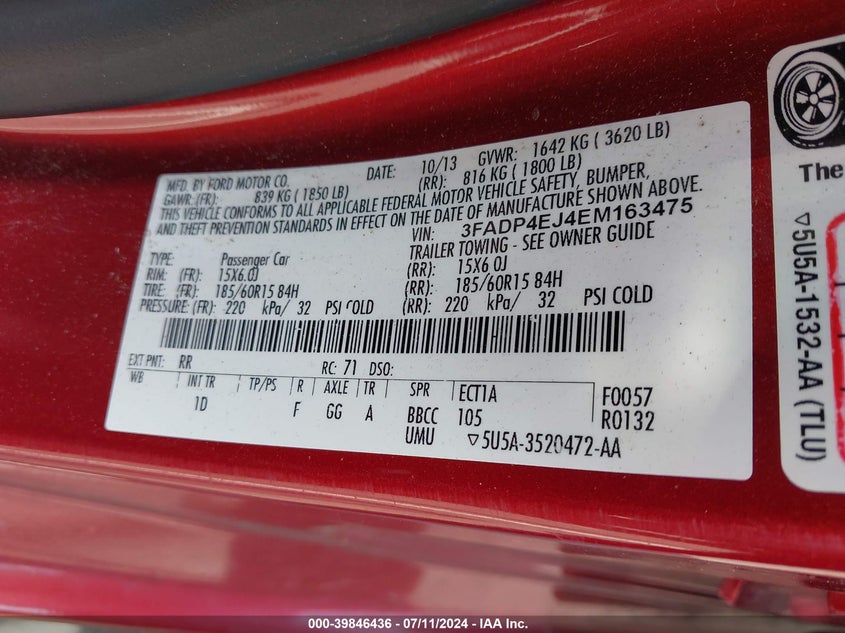 MFD. BY FORD MOTOR CO. DATE: 10/13 GVWR: 1642 KG ( 3620 LB)
GAWR: (FR): 839 KG ( 1850 LB) (RR): 816 KG ( 1800 LB)
THIS VEHICLE CONFORMS TO ALL APPLICABLE FEDERAL MOTOR VEHICLE SAFETY, BUMPER,
AND THEFT PREVENTION STANDARDS IN EFFECT ON THE DATE OF MANUFACTURE SHOWN ABOVE.
VIN: 3FADP4EJ4EM163475
TRAILER TOWING - SEE OWNER GUIDE
TYPE: Passenger Car
RIM: (FR): 15X6.0J (RR): 15X6.0J
TIRE: (FR): 185/60R15 84H (RR): 185/60R15 84H
PRESSURE: (FR): 220 kPa/ 32 PSI COLD (RR): 220 kPa/ 32 PSI COLD
EXT PNT: RR RC: 71 DSO:
WB INT TR TP/PS R AXLE TR SPR ECT1A F0057
1D F GG A BBCC 105 R0132
UMU ▽5U5A-3520472-AA
The
▽5U5A-1532-AA (TLU)
000-39846436 - 07/11/2024 - IAA Inc.